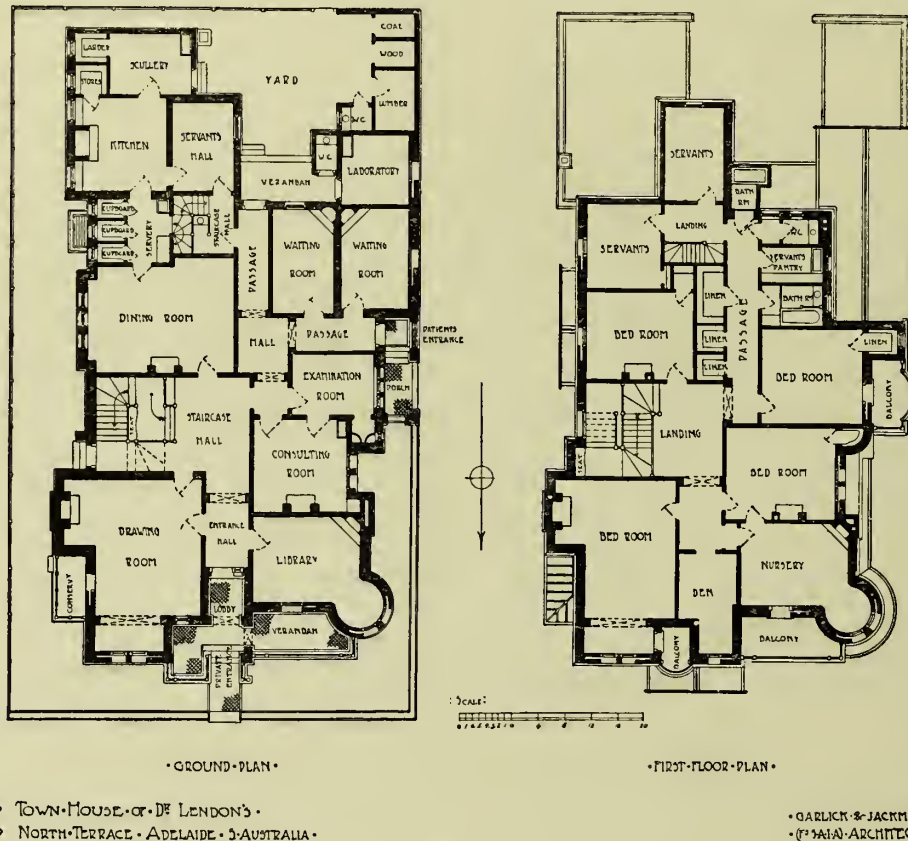 COAL
WOOD
LUMBER
W.C.
LARDER
SCULLERY
STORES
YARD
KITCHEN
SERVANTS
HALL
W.C.
LABORATORY
VERANDAH
CUPBOARD
CUPBOARD
CUPBOARD
SERVERY
STAIRCASE
HALL
PASSAGE
WAITING
ROOM
WAITING
ROOM
DINING ROOM
HALL
PASSAGE
PATIENTS
ENTRANCE
EXAMINATION
ROOM
PORCH
STAIRCASE
HALL
SEAT
CONSULTING
ROOM
DRAWING
ROOM
ENTRANCE
HALL
LIBRARY
CONSERVY
LOBBY
VERANDAH
PRIVATE
ENTRANCE
•GROUND•PLAN•
SERVANTS
BATH
RM
LANDING
W.C.
SERVANTS
SERVANTS
PANTRY
LINEN
BATH RM
BED ROOM
PASSAGE
LINEN
LINEN
LINEN
BED ROOM
BALCONY
LANDING
SEAT
BED ROOM
BED ROOM
NURSERY
DEN
BALCONY
BALCONY
:SCALE:
•FIRST•FLOOR•PLAN•
TOWN•HOUSE•OF•DR LENDON'S•
NORTH•TERRACE•ADELAIDE•S•AUSTRALIA•
•GARLICK•&•JACKM
ARCHITEC